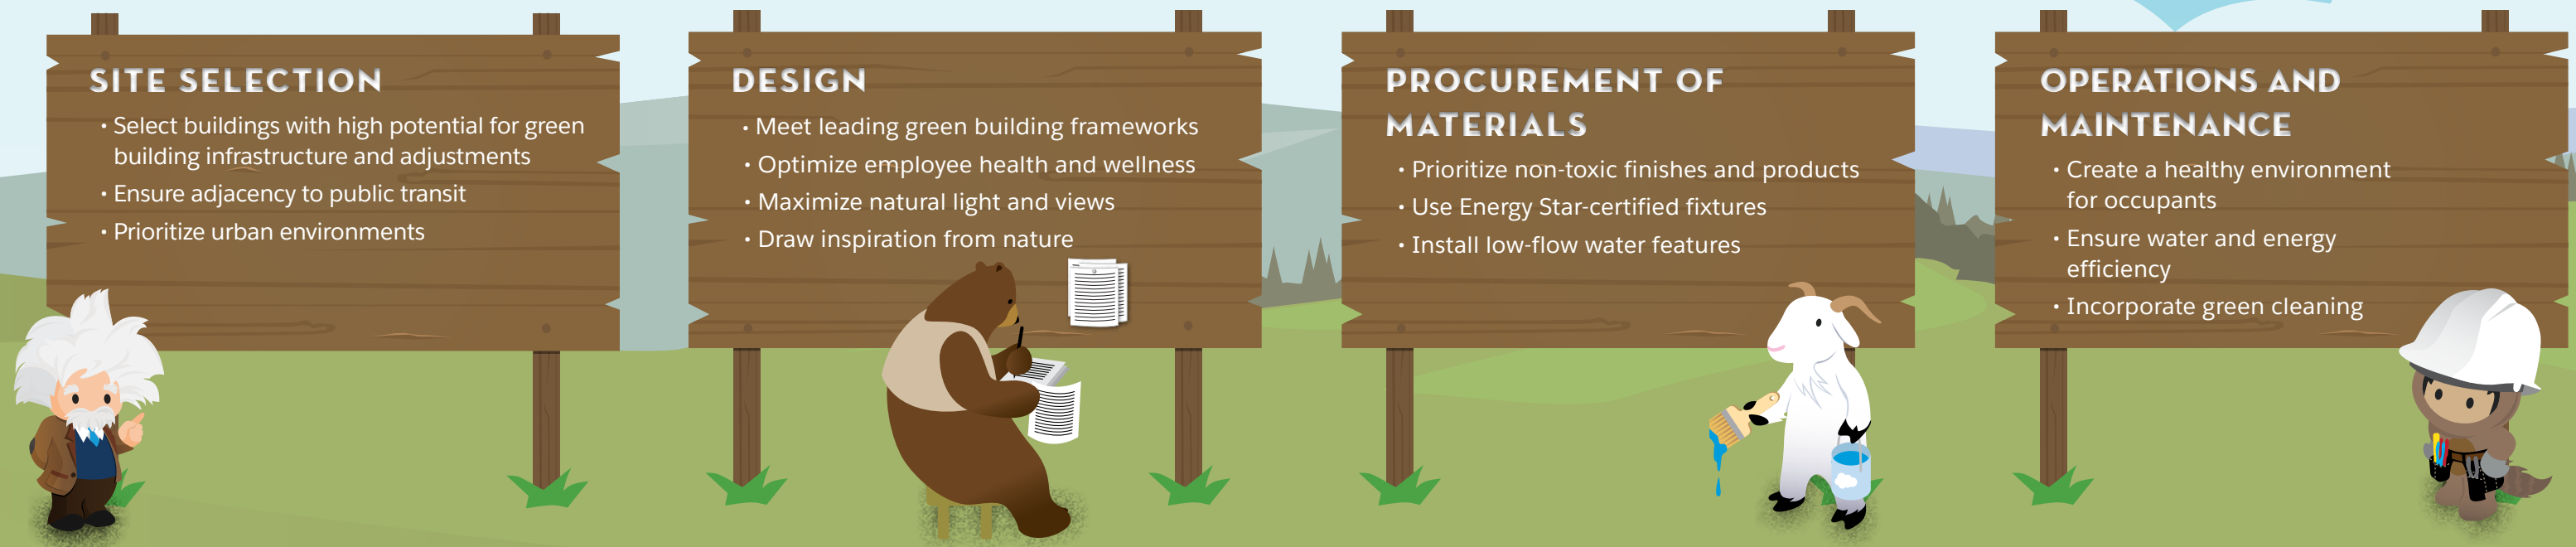 SITE SELECTION
• Select buildings with high potential for green
building infrastructure and adjustments
• Ensure adjacency to public transit
• Prioritize urban environments
DESIGN
• Meet leading green building frameworks
• Optimize employee health and wellness
• Maximize natural light and views
• Draw inspiration from nature
PROCUREMENT OF
MATERIALS
• Prioritize non-toxic finishes and products
• Use Energy Star-certified fixtures
• Install low-flow water features
OPERATIONS AND
MAINTENANCE
• Create a healthy environment
for occupants
• Ensure water and energy
efficiency
• Incorporate green cleaning